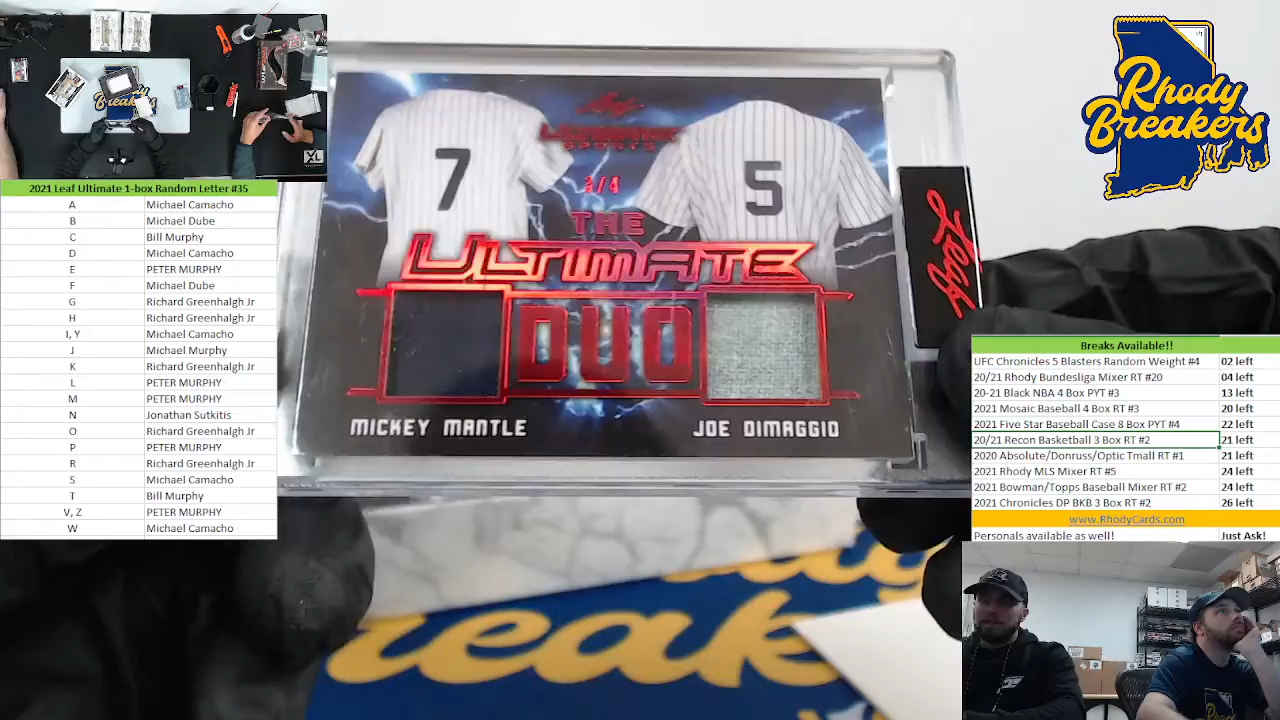 2021 Leaf Ultimate 1-box Random Letter #35
A Michael Camacho
B Michael Dube
C Bill Murphy
D Michael Camacho
E PETER MURPHY
F Michael Dube
G Richard Greenhalgh Jr
H Richard Greenhalgh Jr
I, Y Michael Camacho
J Michael Murphy
K Richard Greenhalgh Jr
L PETER MURPHY
M PETER MURPHY
N Jonathan Sutkitis
O Richard Greenhalgh Jr
P PETER MURPHY
R Richard Greenhalgh Jr
S Michael Camacho
T Bill Murphy
V, Z PETER MURPHY
W Michael Camacho
Leaf
ULTIMATE
SPORTS
7
5
3/4
THE
ULTIMATE
DUO
MICKEY MANTLE
JOE DIMAGGIO
Leaf
Rhody
Breakers
Breaks Available!!
UFC Chronicles 5 Blasters Random Weight #4 02 left
20/21 Rhody Bundesliga Mixer RT #20 04 left
20-21 Black NBA 4 Box PYT #3 13 left
2021 Mosaic Baseball 4 Box RT #3 20 left
2021 Five Star Baseball Case 8 Box PYT #4 22 left
20/21 Recon Basketball 3 Box RT #2 21 left
2020 Absolute/Donruss/Optic Tmall RT #1 21 left
2021 Rhody MLS Mixer RT #5 24 left
2021 Bowman/Topps Baseball Mixer RT #2 24 left
2021 Chronicles DP BKB 3 Box RT #2 26 left
www.RhodyCards.com
Personals available as well! Just Ask!
XL